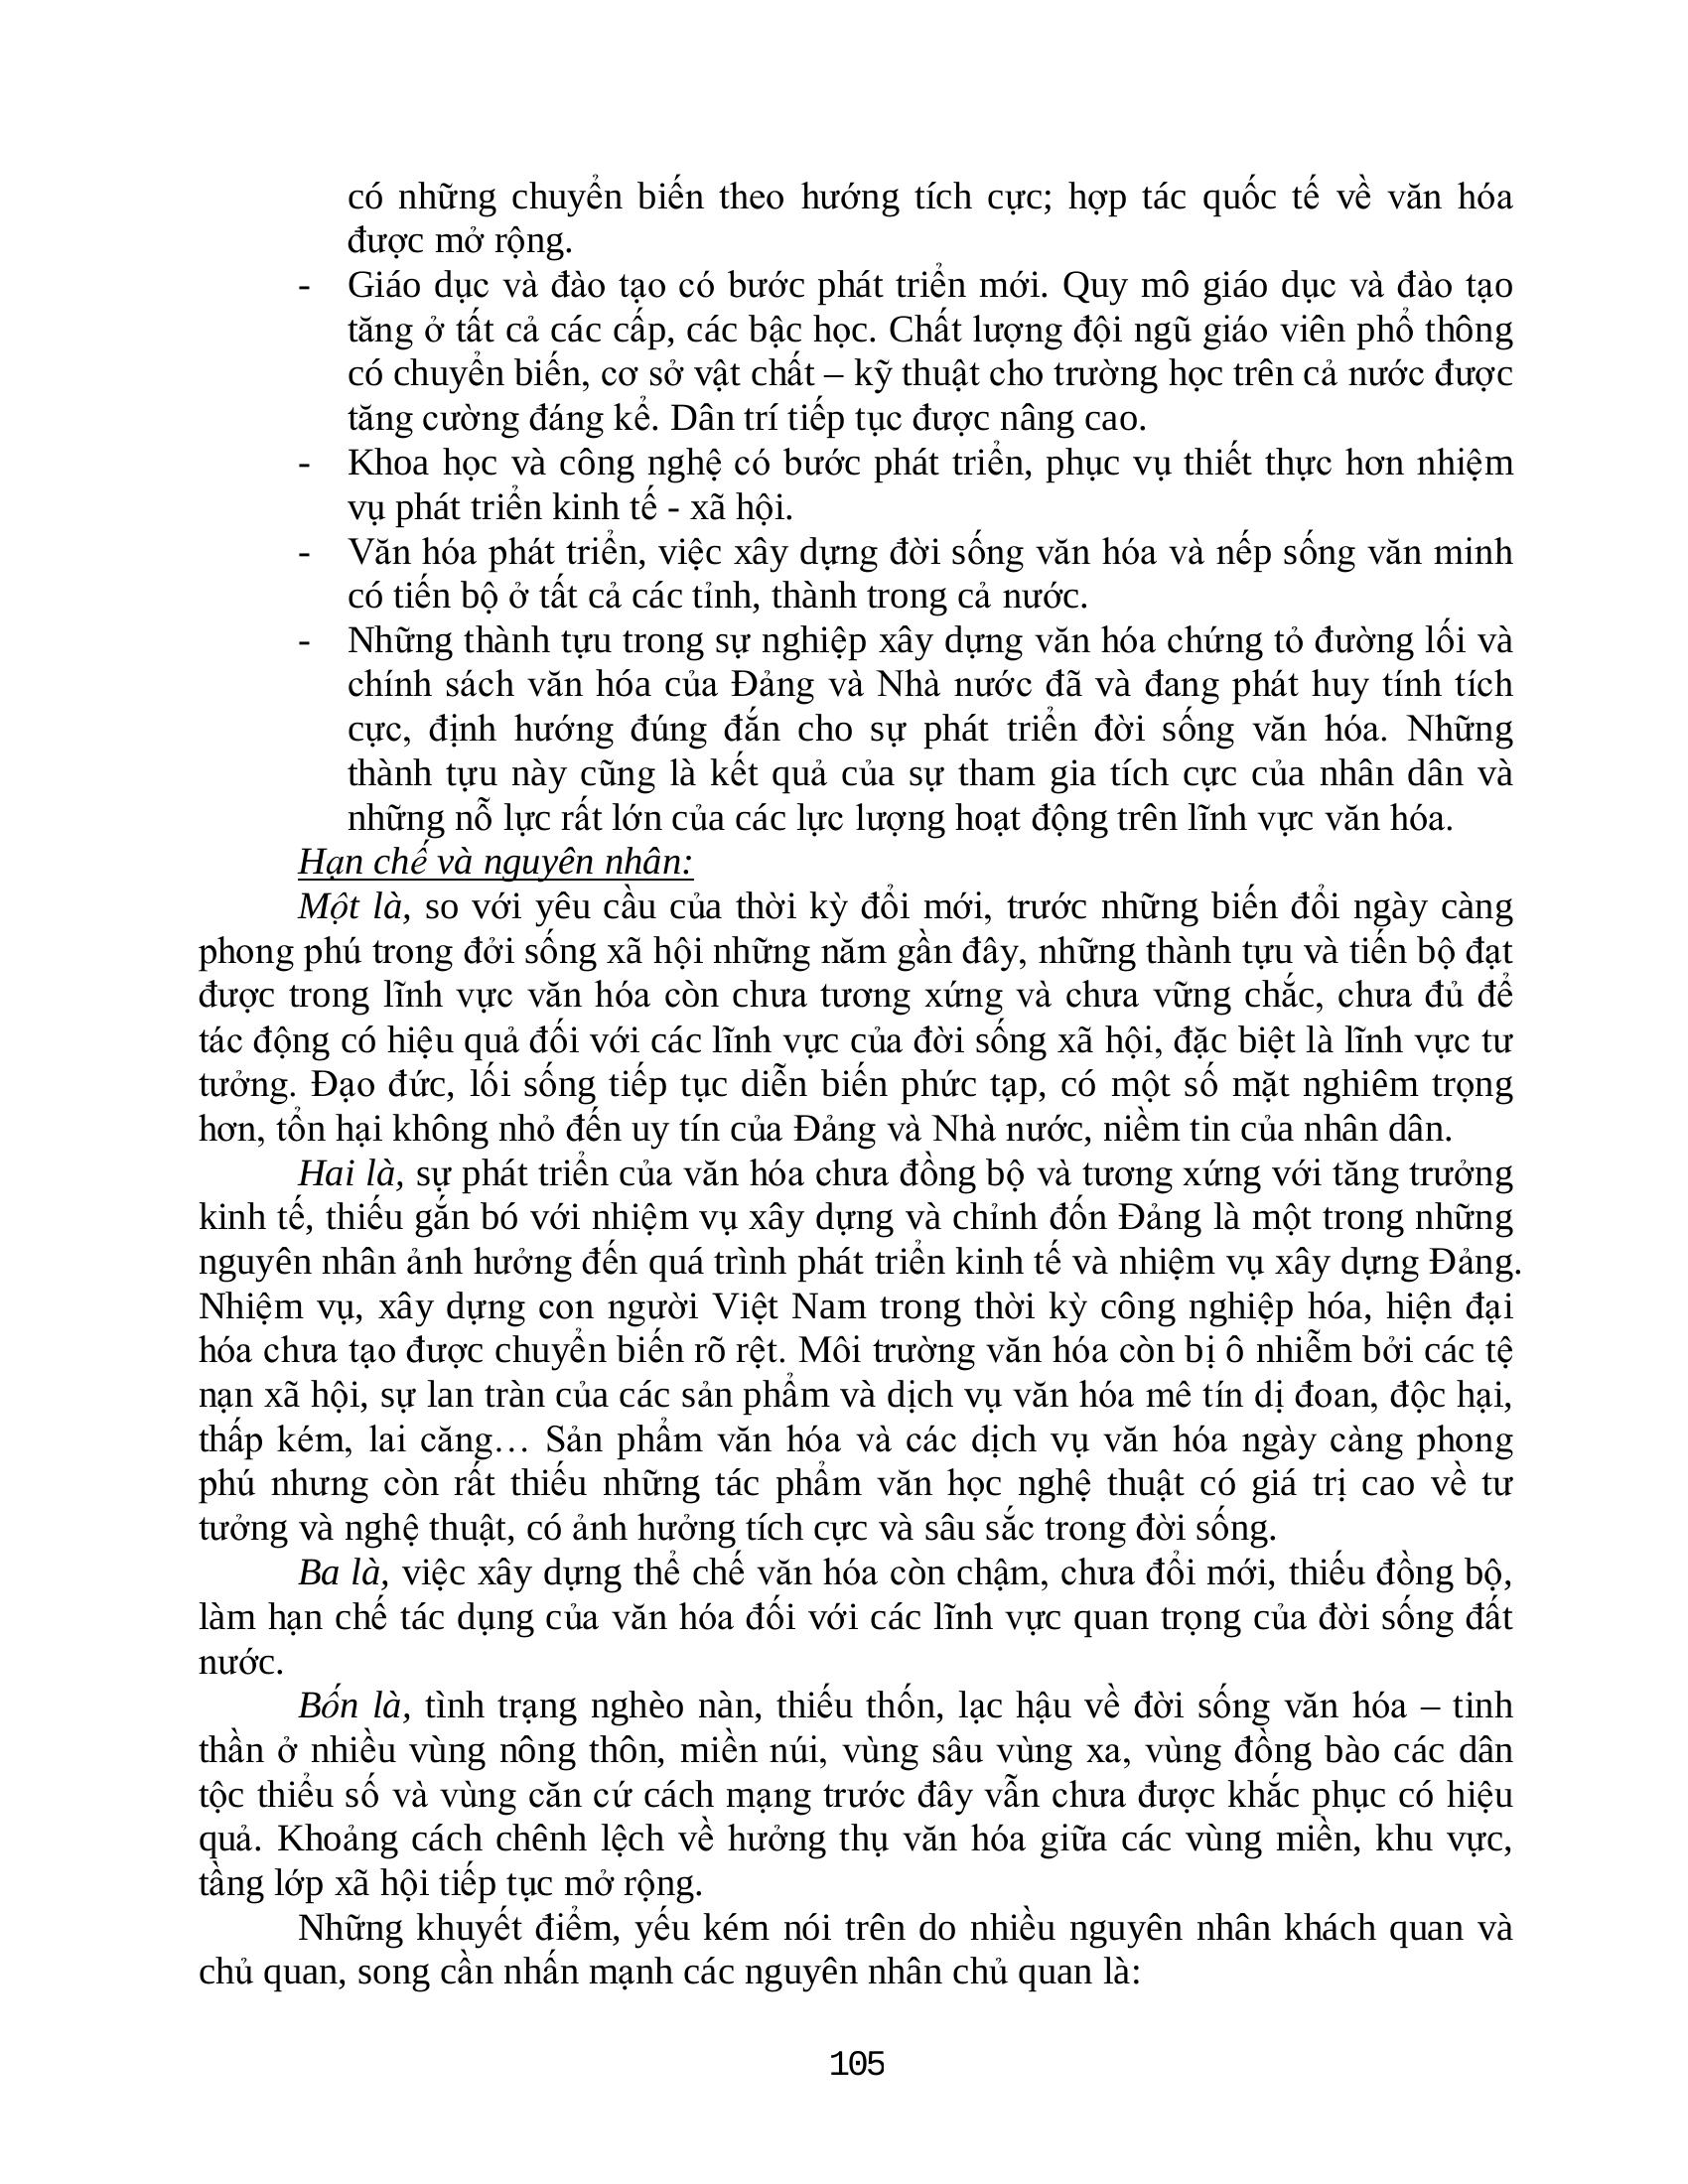 có những chuyển biến theo hướng tích cực; hợp tác quốc tế về văn hóa
được mở rộng.
- Giáo dục và đào tạo có bước phát triển mới. Quy mô giáo dục và đào tạo
tăng ở tất cả các cấp, các bậc học. Chất lượng đội ngũ giáo viên phổ thông
có chuyển biến, cơ sở vật chất – kỹ thuật cho trường học trên cả nước được
tăng cường đáng kể. Dân trí tiếp tục được nâng cao.
- Khoa học và công nghệ có bước phát triển, phục vụ thiết thực hơn nhiệm
vụ phát triển kinh tế - xã hội.
- Văn hóa phát triển, việc xây dựng đời sống văn hóa và nếp sống văn minh
có tiến bộ ở tất cả các tỉnh, thành trong cả nước.
- Những thành tựu trong sự nghiệp xây dựng văn hóa chứng tỏ đường lối và
chính sách văn hóa của Đảng và Nhà nước đã và đang phát huy tính tích
cực, định hướng đúng đắn cho sự phát triển đời sống văn hóa. Những
thành tựu này cũng là kết quả của sự tham gia tích cực của nhân dân và
những nỗ lực rất lớn của các lực lượng hoạt động trên lĩnh vực văn hóa.
Hạn chế và nguyên nhân:
Một là, so với yêu cầu của thời kỳ đổi mới, trước những biến đổi ngày càng
phong phú trong đởi sống xã hội những năm gần đây, những thành tựu và tiến bộ đạt
được trong lĩnh vực văn hóa còn chưa tương xứng và chưa vững chắc, chưa đủ để
tác động có hiệu quả đối với các lĩnh vực của đời sống xã hội, đặc biệt là lĩnh vực tư
tưởng. Đạo đức, lối sống tiếp tục diễn biến phức tạp, có một số mặt nghiêm trọng
hơn, tổn hại không nhỏ đến uy tín của Đảng và Nhà nước, niềm tin của nhân dân.
Hai là, sự phát triển của văn hóa chưa đồng bộ và tương xứng với tăng trưởng
kinh tế, thiếu gắn bó với nhiệm vụ xây dựng và chỉnh đốn Đảng là một trong những
nguyên nhân ảnh hưởng đến quá trình phát triển kinh tế và nhiệm vụ xây dựng Đảng.
Nhiệm vụ, xây dựng con người Việt Nam trong thời kỳ công nghiệp hóa, hiện đại
hóa chưa tạo được chuyển biến rõ rệt. Môi trường văn hóa còn bị ô nhiễm bởi các tệ
nạn xã hội, sự lan tràn của các sản phẩm và dịch vụ văn hóa mê tín dị đoan, độc hại,
thấp kém, lai căng… Sản phẩm văn hóa và các dịch vụ văn hóa ngày càng phong
phú nhưng còn rất thiếu những tác phẩm văn học nghệ thuật có giá trị cao về tư
tưởng và nghệ thuật, có ảnh hưởng tích cực và sâu sắc trong đời sống.
Ba là, việc xây dựng thể chế văn hóa còn chậm, chưa đổi mới, thiếu đồng bộ,
làm hạn chế tác dụng của văn hóa đối với các lĩnh vực quan trọng của đời sống đất
nước.
Bốn là, tình trạng nghèo nàn, thiếu thốn, lạc hậu về đời sống văn hóa – tinh
thần ở nhiều vùng nông thôn, miền núi, vùng sâu vùng xa, vùng đồng bào các dân
tộc thiểu số và vùng căn cứ cách mạng trước đây vẫn chưa được khắc phục có hiệu
quả. Khoảng cách chênh lệch về hưởng thụ văn hóa giữa các vùng miền, khu vực,
tầng lớp xã hội tiếp tục mở rộng.
Những khuyết điểm, yếu kém nói trên do nhiều nguyên nhân khách quan và
chủ quan, song cần nhấn mạnh các nguyên nhân chủ quan là:
105